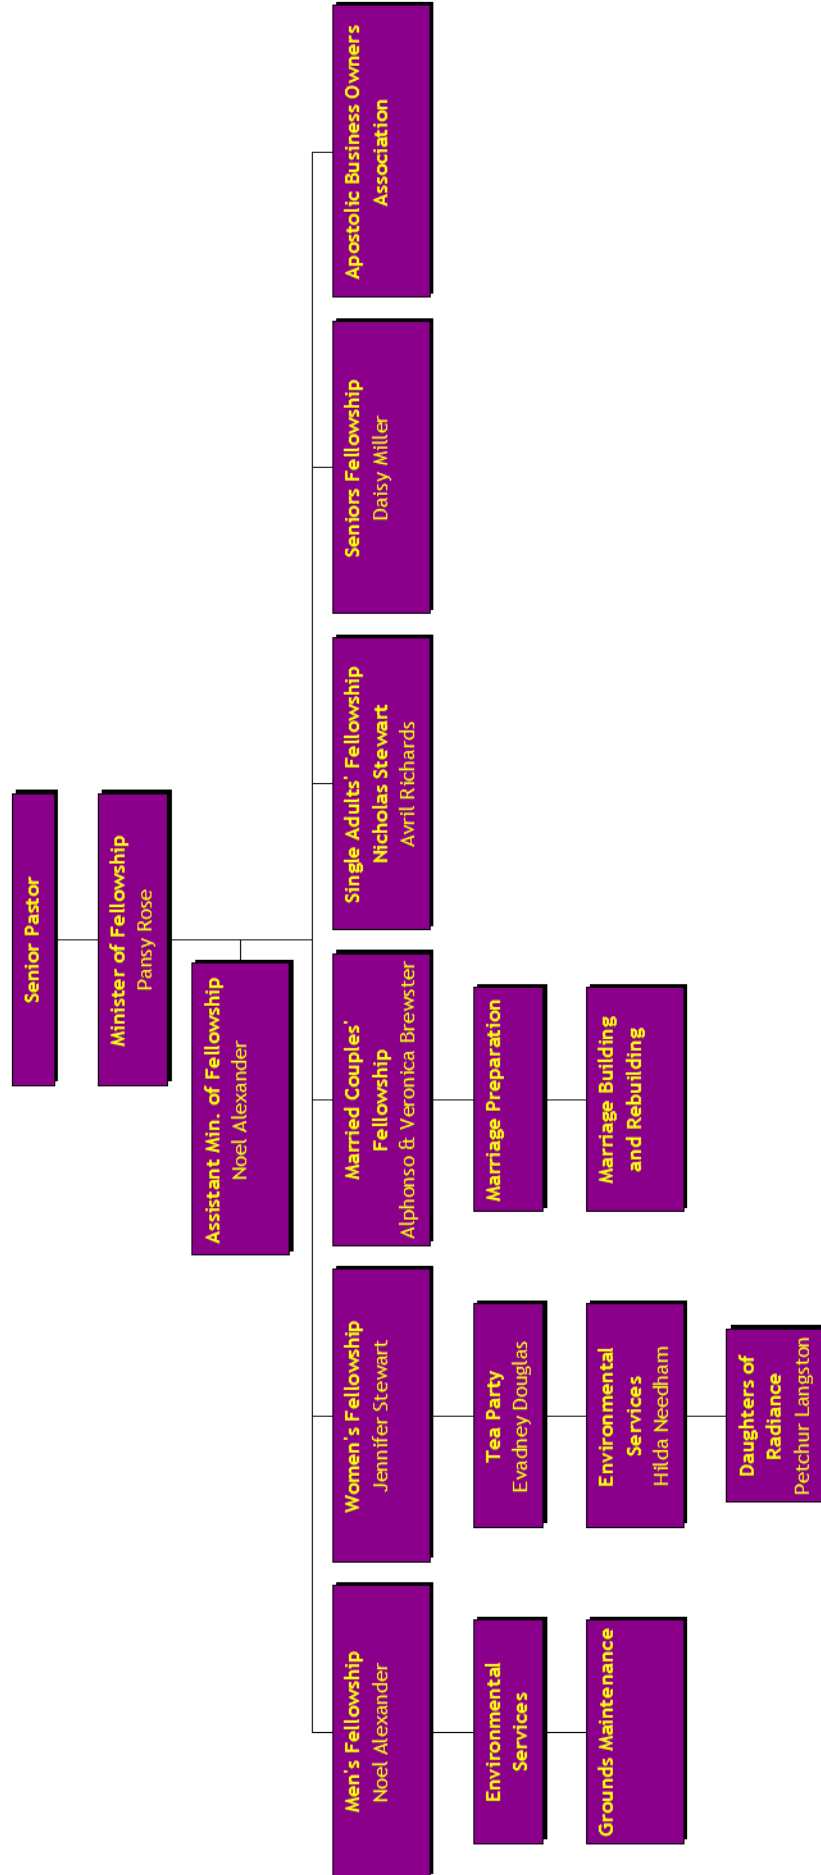 Senior Pastor
Minister of Fellowship
Pansy Rose
Assistant Min. of Fellowship
Noel Alexander
Men's Fellowship
Noel Alexander
Environmental
Services
Grounds Maintenance
Women's Fellowship
Jennifer Stewart
Tea Party
Evadney Douglas
Environmental
Services
Hilda Needham
Daughters of
Radiance
Petchur Langston
Married Couples'
Fellowship
Alphonso & Veronica Brewster
Marriage Preparation
Marriage Building
and Rebuilding
Single Adults' Fellowship
Nicholas Stewart
Avril Richards
Seniors Fellowship
Daisy Miller
Apostolic Business Owners
Association